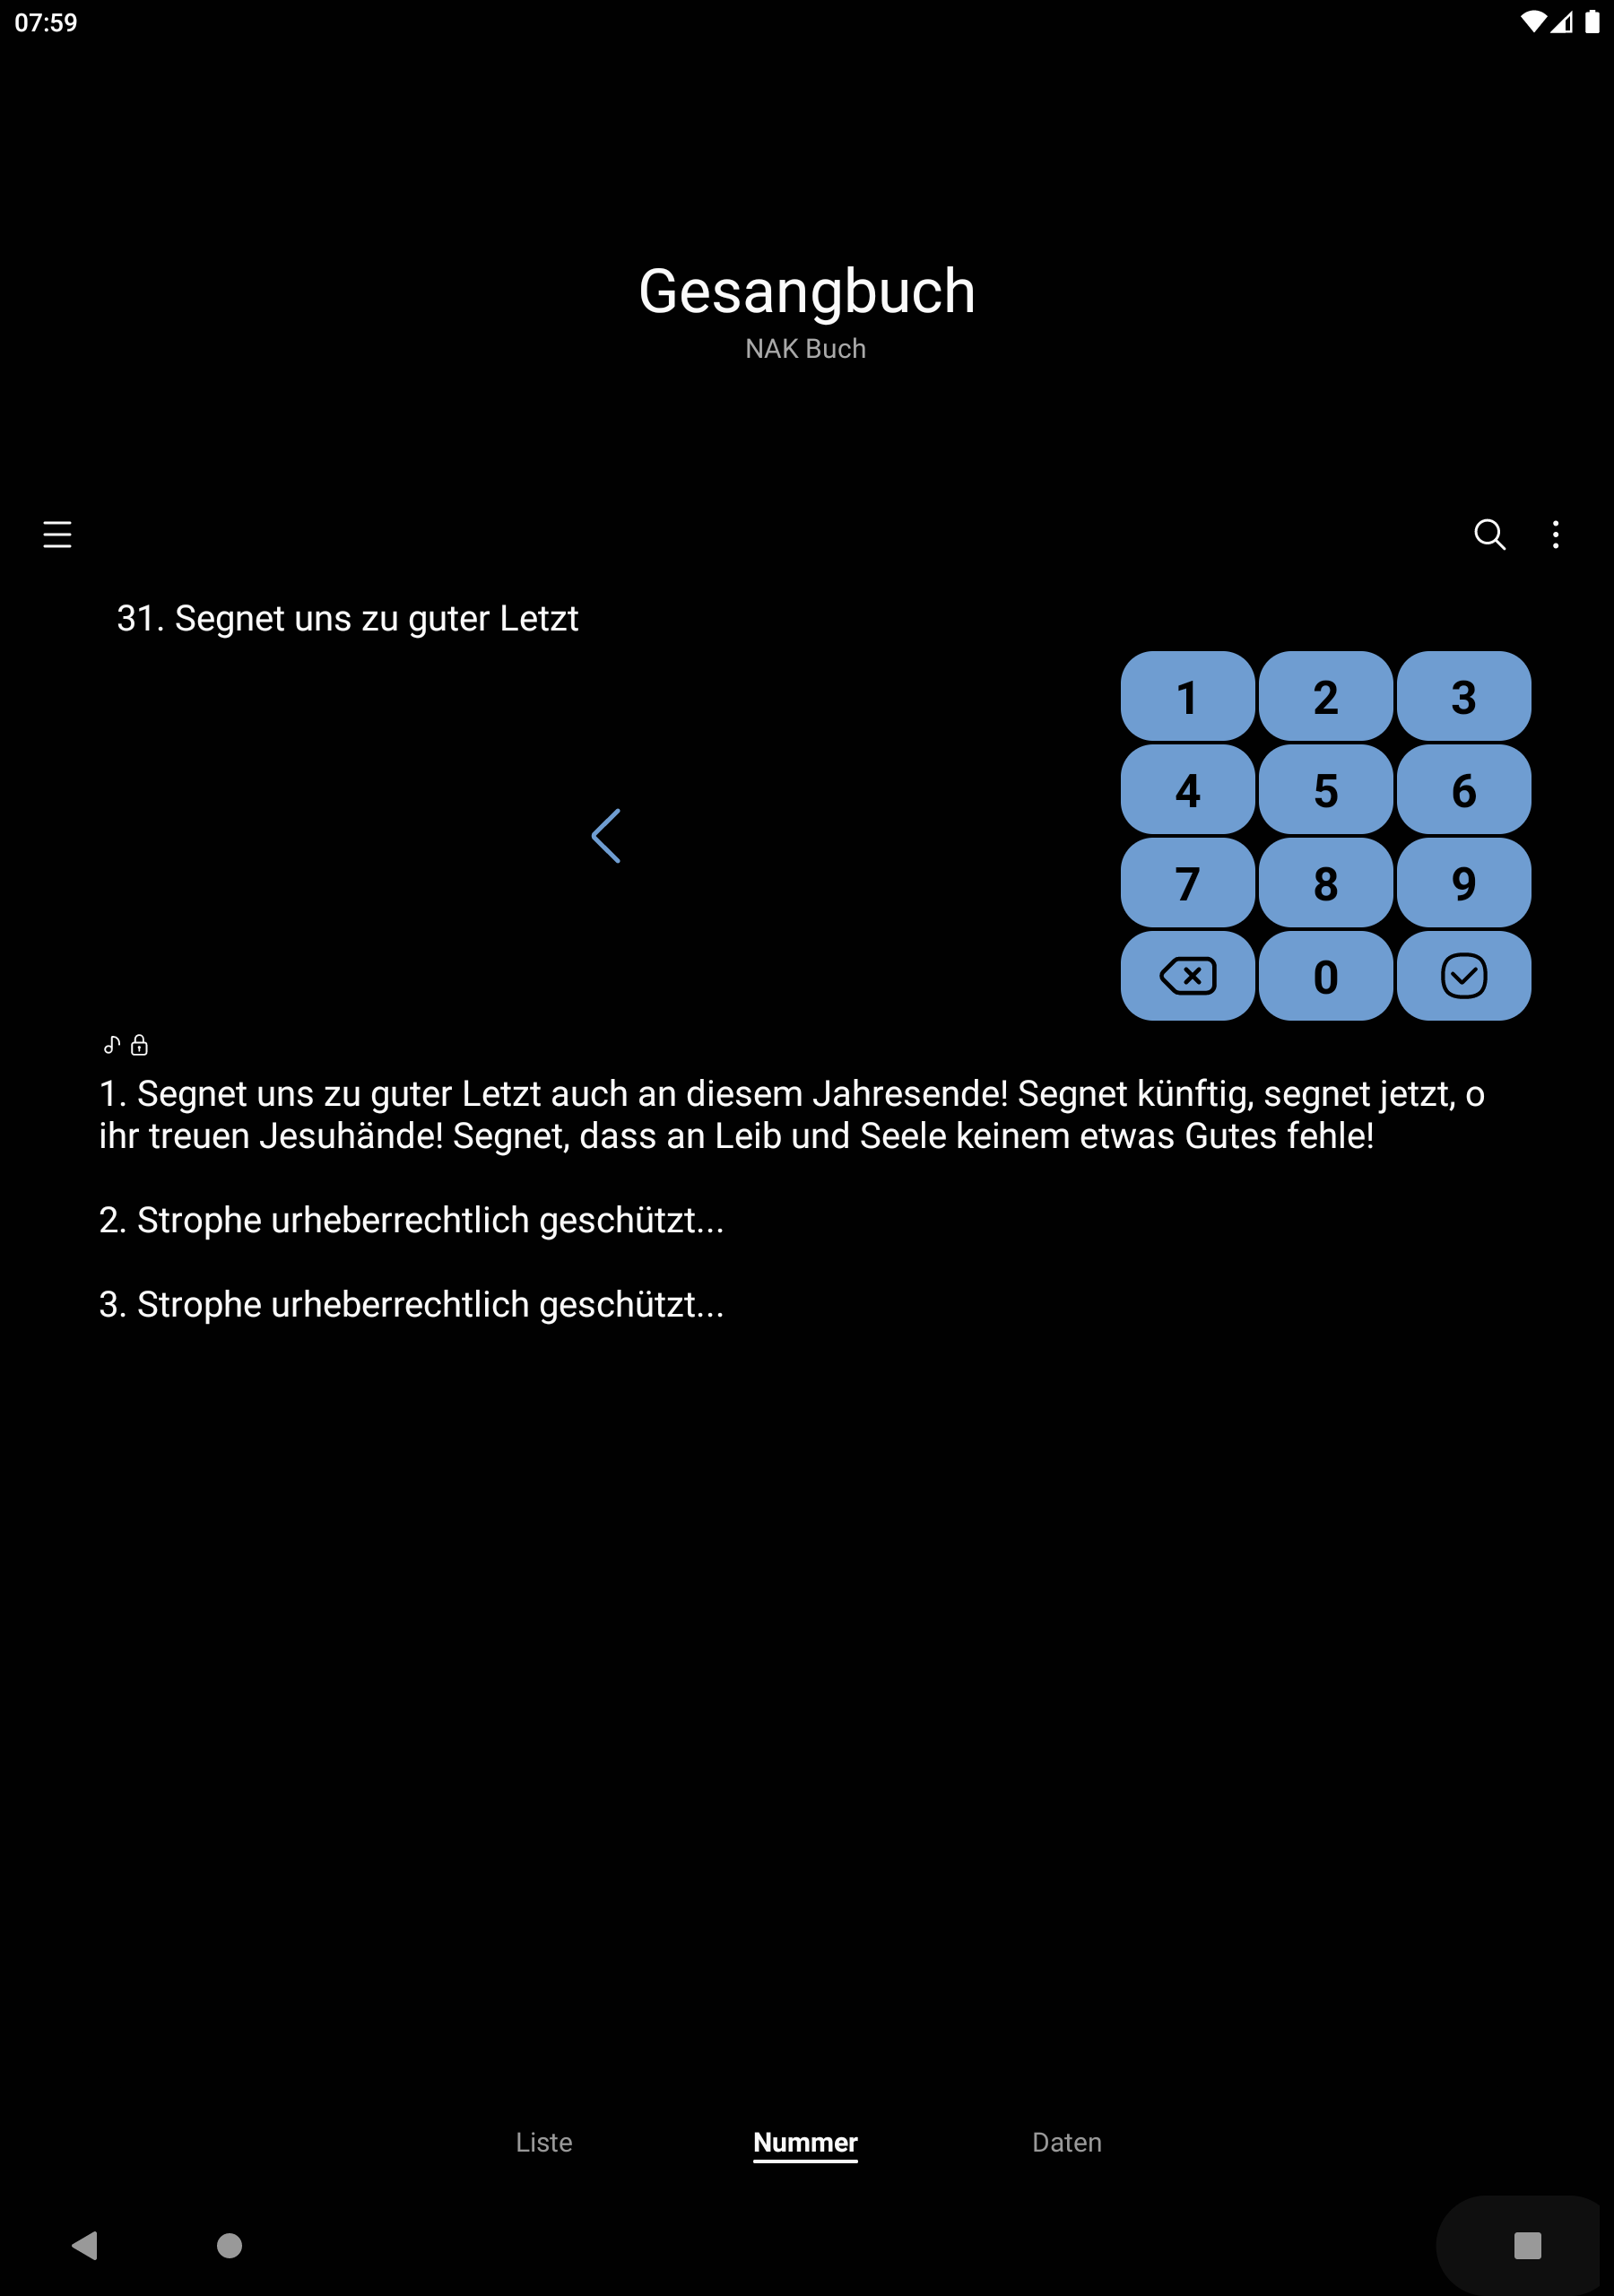 07:59
Gesangbuch
NAK Buch
31. Segnet uns zu guter Letzt
1 2 3
4 5 6
7 8 9
0
1. Segnet uns zu guter Letzt auch an diesem Jahresende! Segnet künftig, segnet jetzt, o
ihr treuen Jesuhände! Segnet, dass an Leib und Seele keinem etwas Gutes fehle!
2. Strophe urheberrechtlich geschützt...
3. Strophe urheberrechtlich geschützt...
Liste Nummer Daten